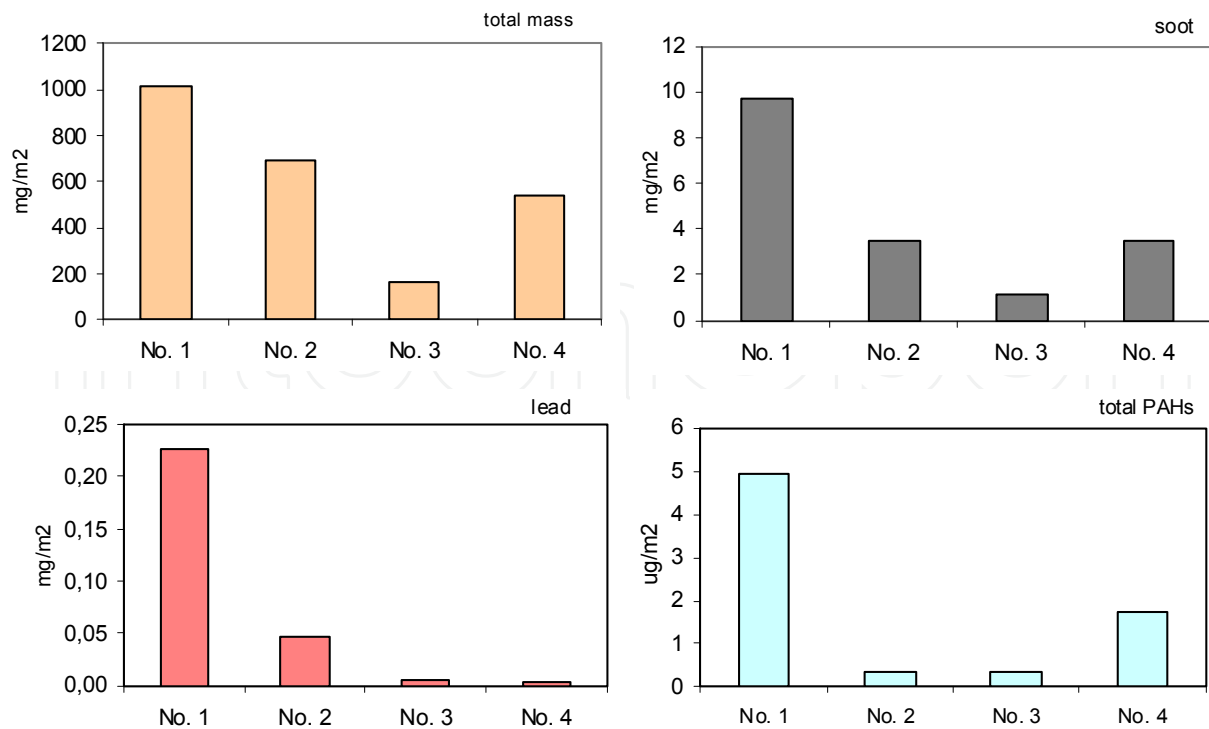 total mass
1200
1000
800
600
400
200
0
mg/m2
No. 1 No. 2 No. 3 No. 4
soot
12
10
8
6
4
2
0
mg/m2
No. 1 No. 2 No. 3 No. 4
lead
0,25
0,20
0,15
0,10
0,05
0,00
mg/m2
No. 1 No. 2 No. 3 No. 4
total PAHs
6
5
4
3
2
1
0
ug/m2
No. 1 No. 2 No. 3 No. 4